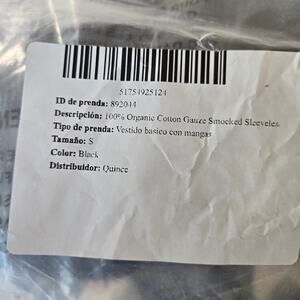 51754925124
ID de prenda: 892044
Descripción: 100% Organic Cotton Gauze Smocked Sleeveles
Tipo de prenda: Vestido basico con mangas
Tamaño: S
Color: Black
Distribuidor: Quince